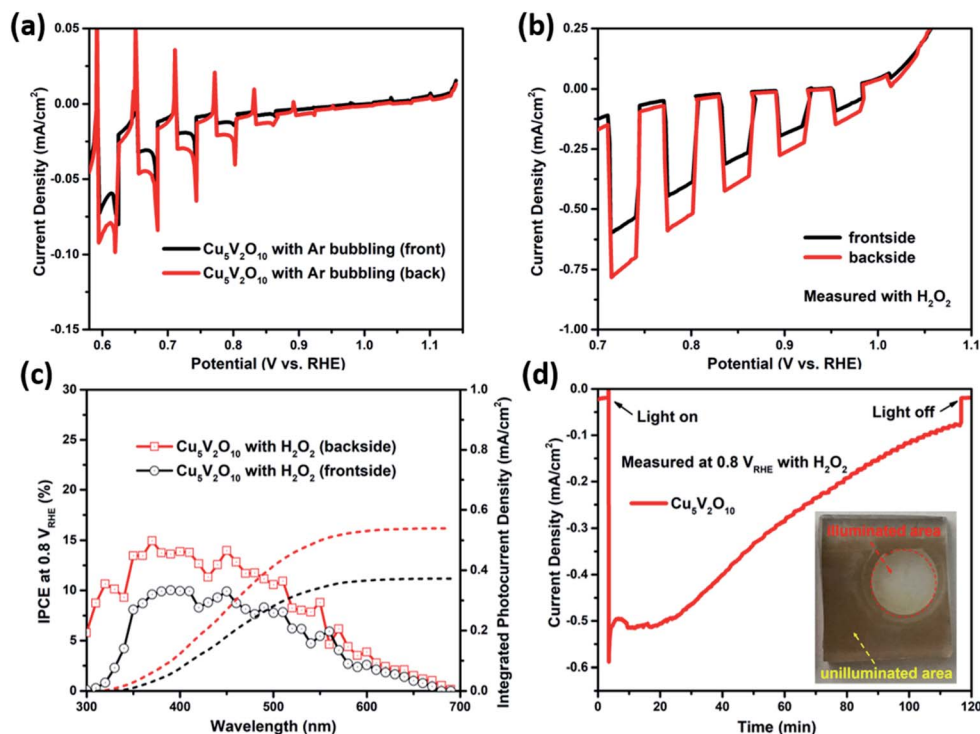 (a)
0.05
0.00
-0.05
-0.10
-0.15
Current Density (mA/cm²)
Cu₅V₂O₁₀ with Ar bubbling (front)
Cu₅V₂O₁₀ with Ar bubbling (back)
0.6 0.7 0.8 0.9 1.0 1.1
Potential (V vs. RHE)
(b)
0.25
0.00
-0.25
-0.50
-0.75
-1.00
Current Density (mA/cm²)
frontside
backside
Measured with H₂O₂
0.7 0.8 0.9 1.0 1.1
Potential (V vs. RHE)
(c)
30
25
20
15
10
5
0
IPCE at 0.8 V_RHE (%)
Cu₅V₂O₁₀ with H₂O₂ (backside)
Cu₅V₂O₁₀ with H₂O₂ (frontside)
1.0
0.8
0.6
0.4
0.2
0.0
Integrated Photocurrent Density (mA/cm²)
300 400 500 600 700
Wavelength (nm)
(d)
0.0
-0.1
-0.2
-0.3
-0.4
-0.5
-0.6
Current Density (mA/cm²)
Light on
Light off
Measured at 0.8 V_RHE with H₂O₂
Cu₅V₂O₁₀
illuminated area
unilluminated area
0 20 40 60 80 100 120
Time (min)